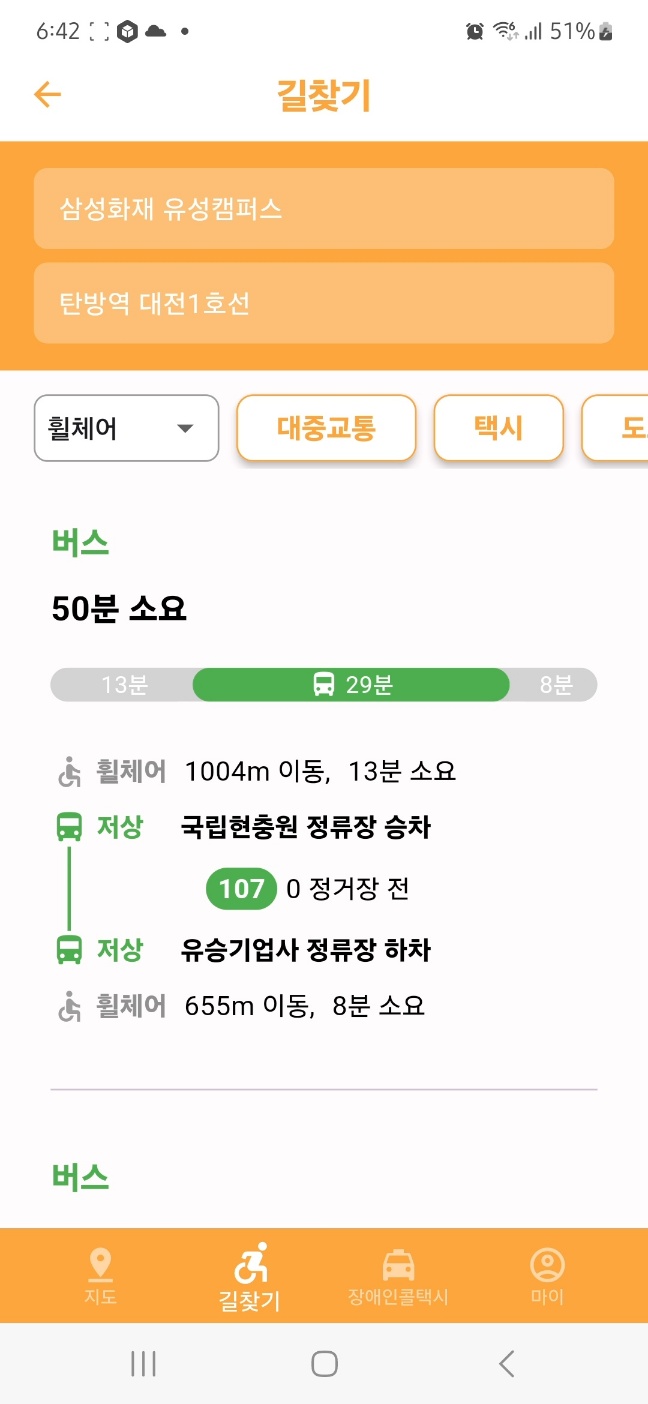 6:42 51%
길찾기
삼성화재 유성캠퍼스
탄방역 대전1호선
휠체어 대중교통 택시
버스
50분 소요
13분 29분 8분
휠체어 1004m 이동, 13분 소요
저상 국립현충원 정류장 승차
107 0 정거장 전
저상 유승기업사 정류장 하차
휠체어 655m 이동, 8분 소요
버스
지도 길찾기 장애인콜택시 마이